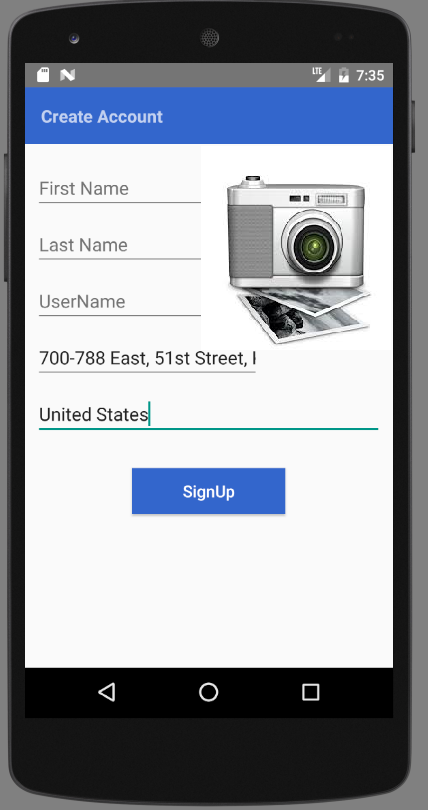 LTE 7:35
Create Account
First Name
Last Name
UserName
700-788 East, 51st Street,
United States
SignUp